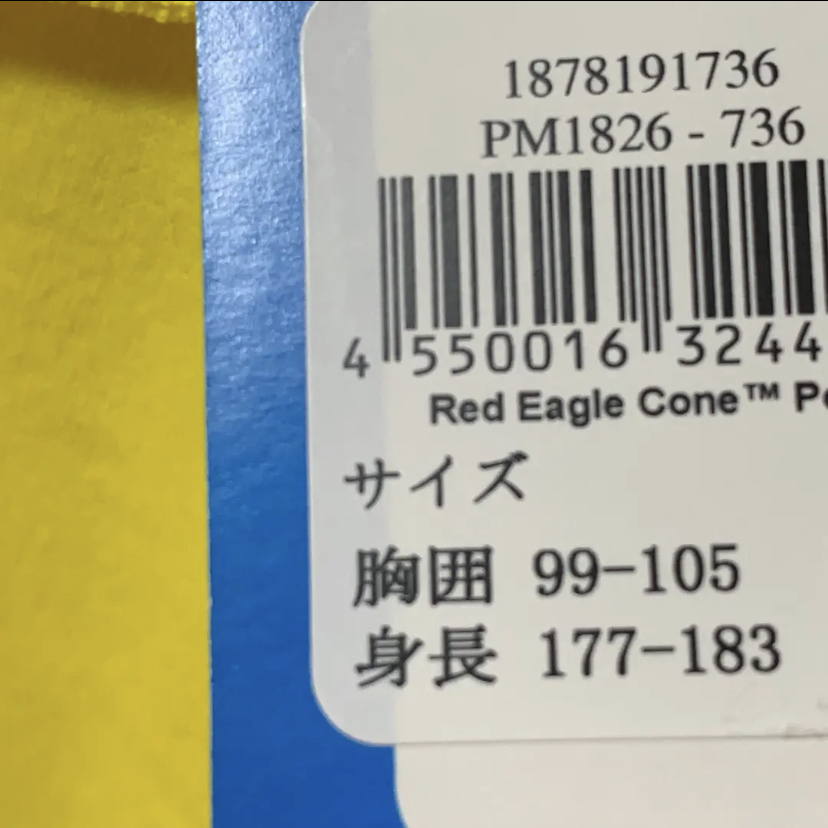 1878191736
PM1826 - 736
4 550016 3244
Red Eagle Cone™
サイズ
胸囲 99-105
身長 177-183